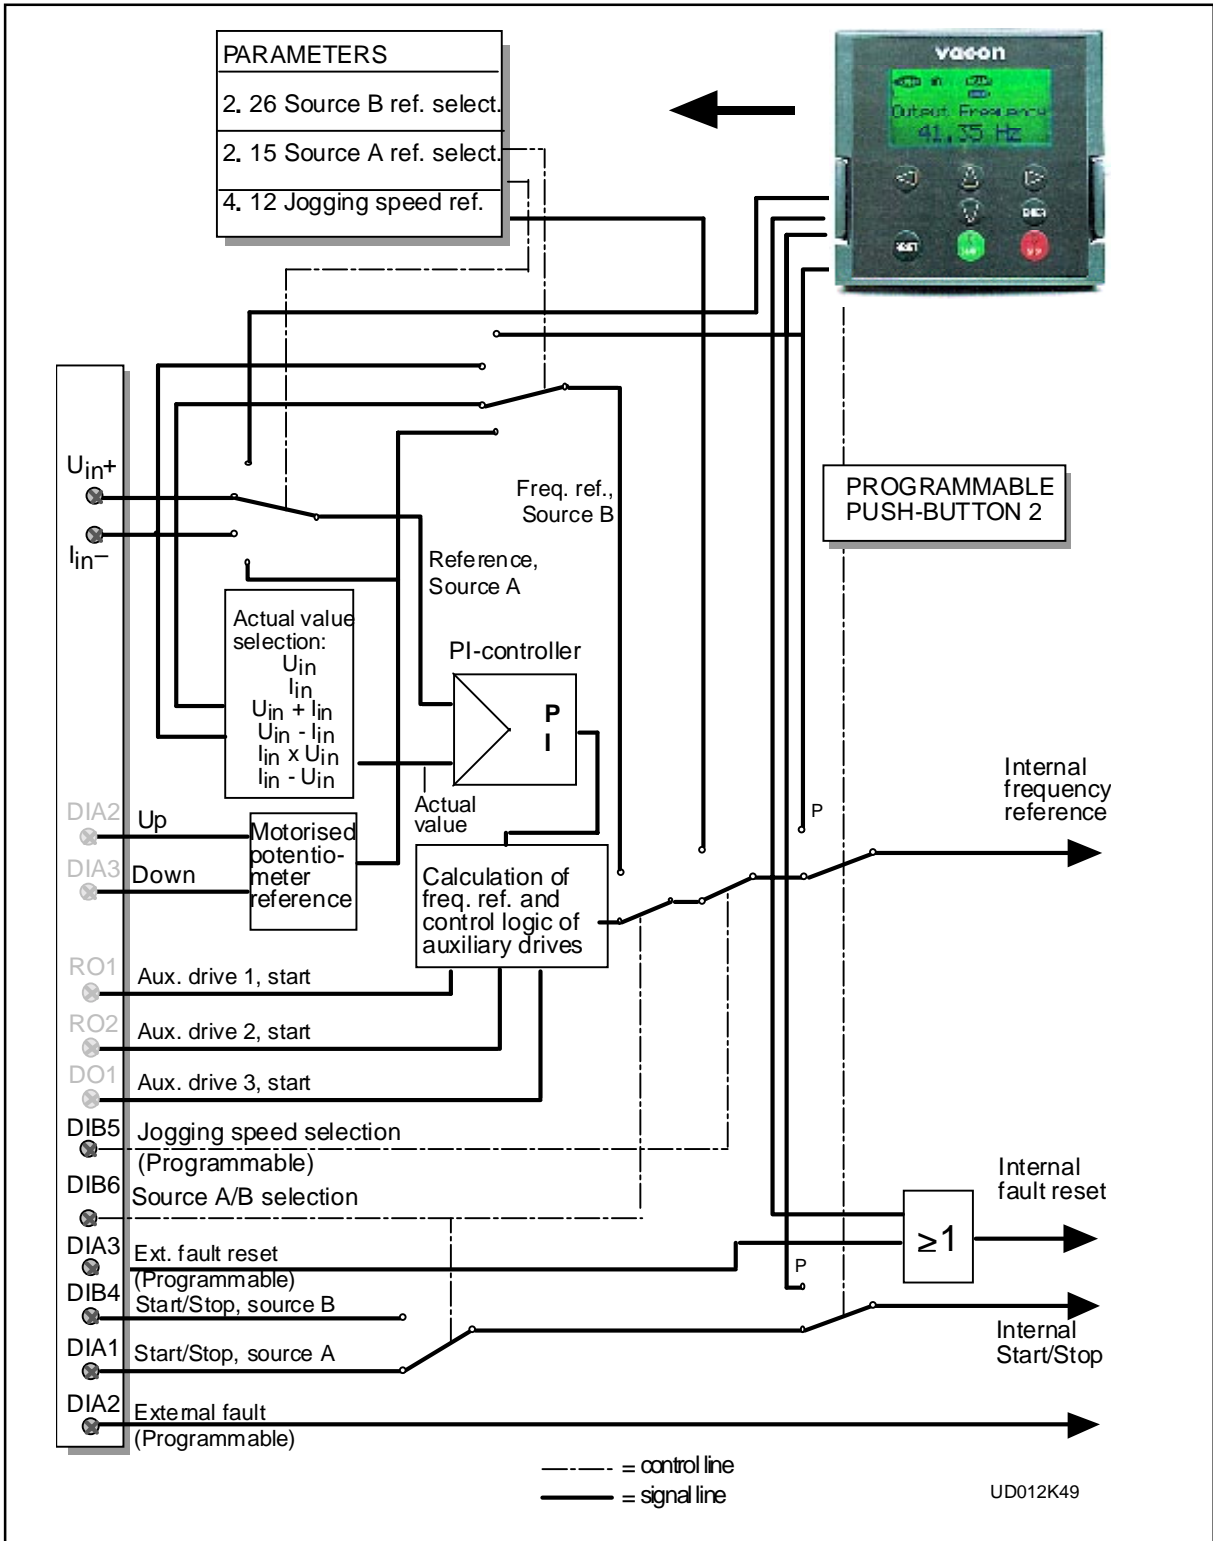 PARAMETERS
2. 26 Source B ref. select.
2. 15 Source A ref. select.
4. 12 Jogging speed ref.
vacon
Output Frequency
41,35 Hz
RESET
PROGRAMMABLE
PUSH-BUTTON 2
Uin+
Iin−
Freq. ref.,
Source B
Reference,
Source A
Actual value
selection:
Uin
Iin
Uin + Iin
Uin - Iin
Iin x Uin
Iin - Uin
PI-controller
P
I
Actual
value
Internal
frequency
reference
P
DIA2
Up
DIA3
Down
Motorised
potentio-
meter
reference
Calculation of
freq. ref. and
control logic of
auxiliary drives
RO1
Aux. drive 1, start
RO2
Aux. drive 2, start
DO1
Aux. drive 3, start
DIB5
Jogging speed selection
(Programmable)
DIB6
Source A/B selection
DIA3
Ext. fault reset
(Programmable)
DIB4
Start/Stop, source B
DIA1
Start/Stop, source A
DIA2
External fault
(Programmable)
P
≥1
Internal
fault reset
Internal
Start/Stop
= control line
= signal line
UD012K49